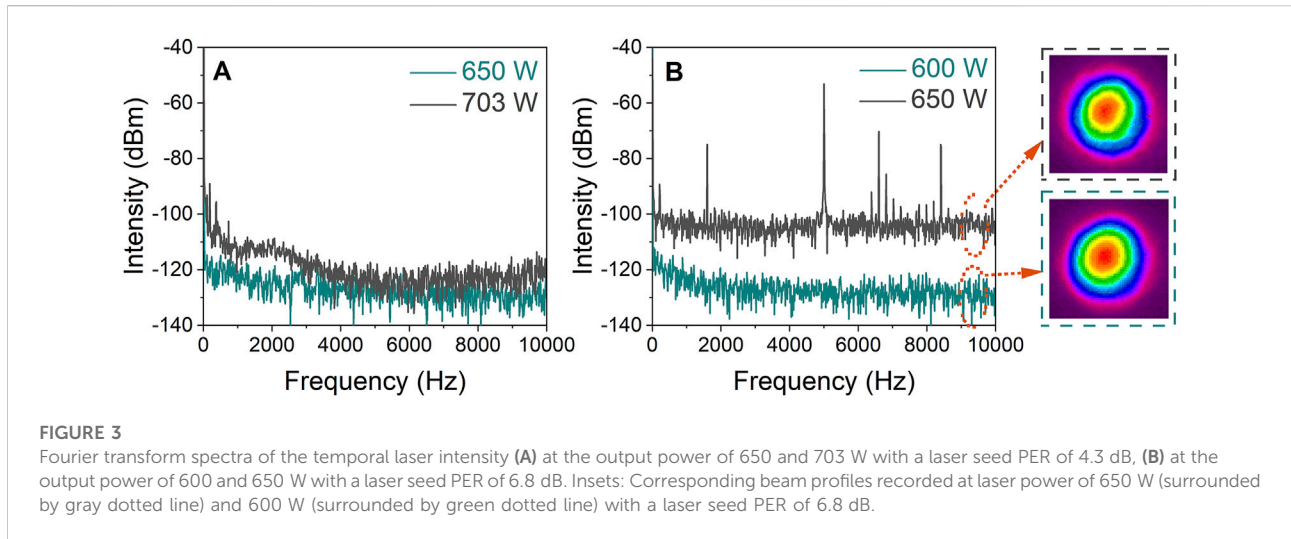 A
650 W
703 W
-40
-60
-80
-100
-120
-140
Intensity (dBm)
0
2000
4000
6000
8000
10000
Frequency (Hz)
B
600 W
650 W
-40
-60
-80
-100
-120
-140
Intensity (dBm)
0
2000
4000
6000
8000
10000
Frequency (Hz)
FIGURE 3
Fourier transform spectra of the temporal laser intensity (A) at the output power of 650 and 703 W with a laser seed PER of 4.3 dB, (B) at the
output power of 600 and 650 W with a laser seed PER of 6.8 dB. Insets: Corresponding beam profiles recorded at laser power of 650 W (surrounded
by gray dotted line) and 600 W (surrounded by green dotted line) with a laser seed PER of 6.8 dB.